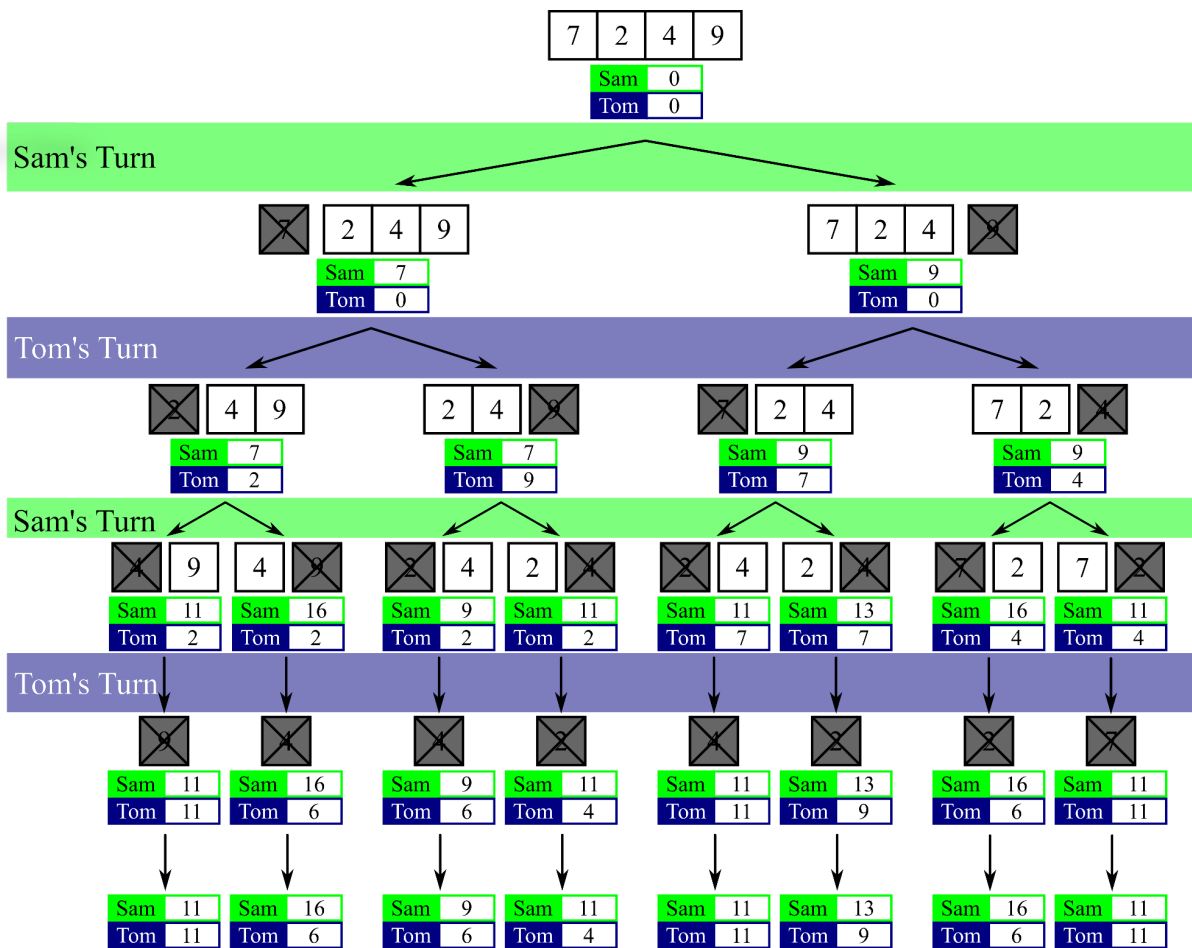 7 2 4 9
Sam 0
Tom 0
Sam's Turn
7 2 4 9 7 2 4 9
Sam 7 Sam 9
Tom 0 Tom 0
Tom's Turn
2 4 9 2 4 9 7 2 4 7 2 4
Sam 7 Sam 7 Sam 9 Sam 9
Tom 2 Tom 9 Tom 7 Tom 4
Sam's Turn
4 9 4 9 2 4 2 4 2 4 2 4 7 2 7 2
Sam 11 Sam 16 Sam 9 Sam 11 Sam 11 Sam 13 Sam 16 Sam 11
Tom 2 Tom 2 Tom 2 Tom 2 Tom 7 Tom 7 Tom 4 Tom 4
Tom's Turn
9 4 4 2 4 2 2 7
Sam 11 Sam 16 Sam 9 Sam 11 Sam 11 Sam 13 Sam 16 Sam 11
Tom 11 Tom 6 Tom 6 Tom 4 Tom 11 Tom 9 Tom 6 Tom 11
Sam 11 Sam 16 Sam 9 Sam 11 Sam 11 Sam 13 Sam 16 Sam 11
Tom 11 Tom 6 Tom 6 Tom 4 Tom 11 Tom 9 Tom 6 Tom 11